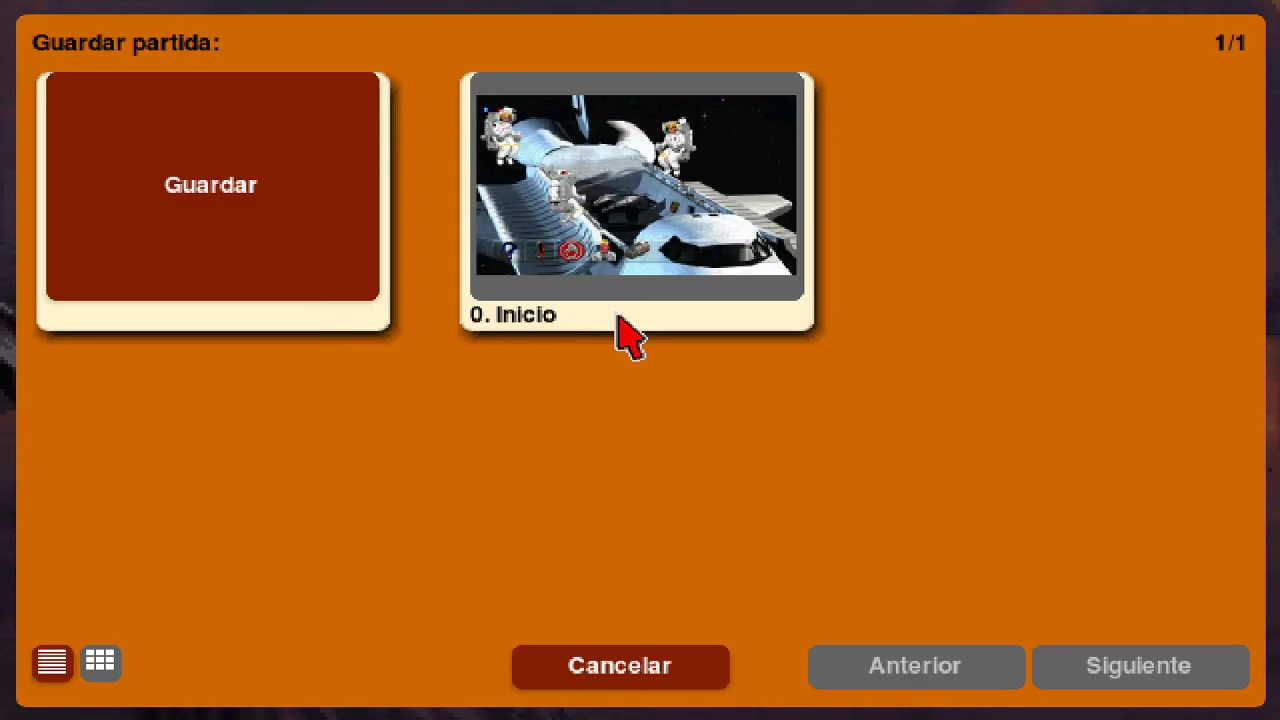 Guardar partida:
1/1
Guardar
0. Inicio
Cancelar
Anterior
Siguiente